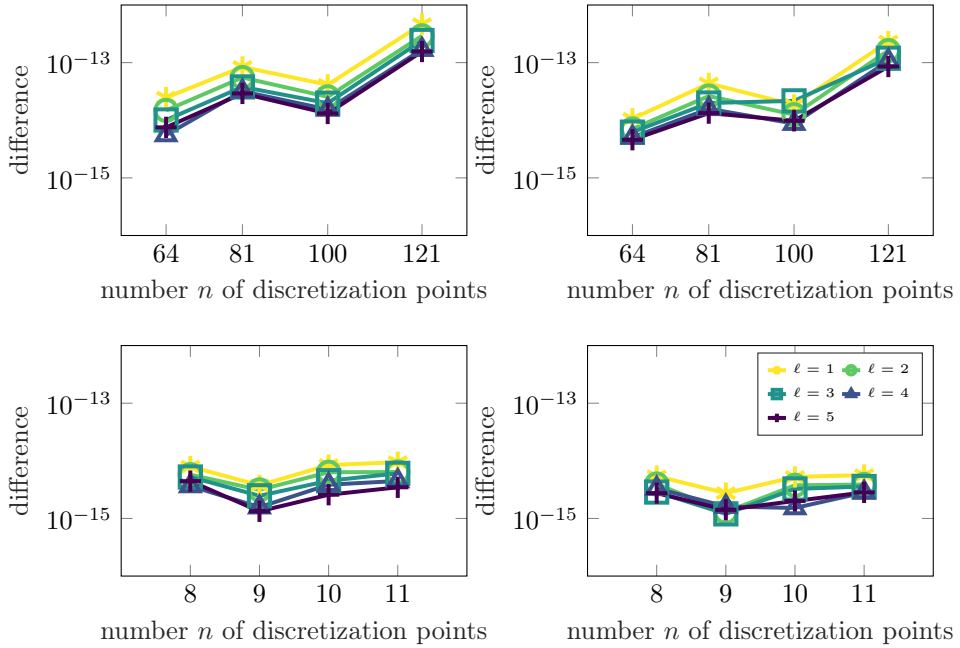 difference
10^−13
10^−15
64 81 100 121
number n of discretization points
difference
10^−13
10^−15
64 81 100 121
number n of discretization points
difference
10^−13
10^−15
8 9 10 11
number n of discretization points
difference
10^−13
10^−15
ℓ = 1 ℓ = 2
ℓ = 3 ℓ = 4
ℓ = 5
8 9 10 11
number n of discretization points